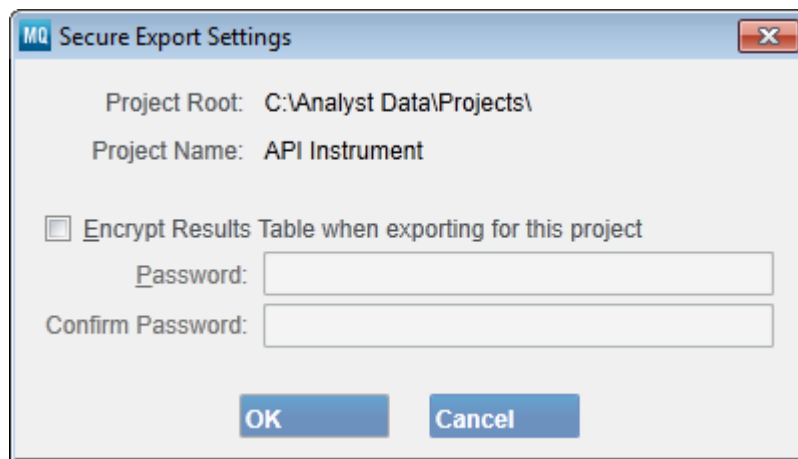 MQ Secure Export Settings
Project Root: C:\Analyst Data\Projects\
Project Name: API Instrument
Encrypt Results Table when exporting for this project
Password:
Confirm Password:
OK Cancel